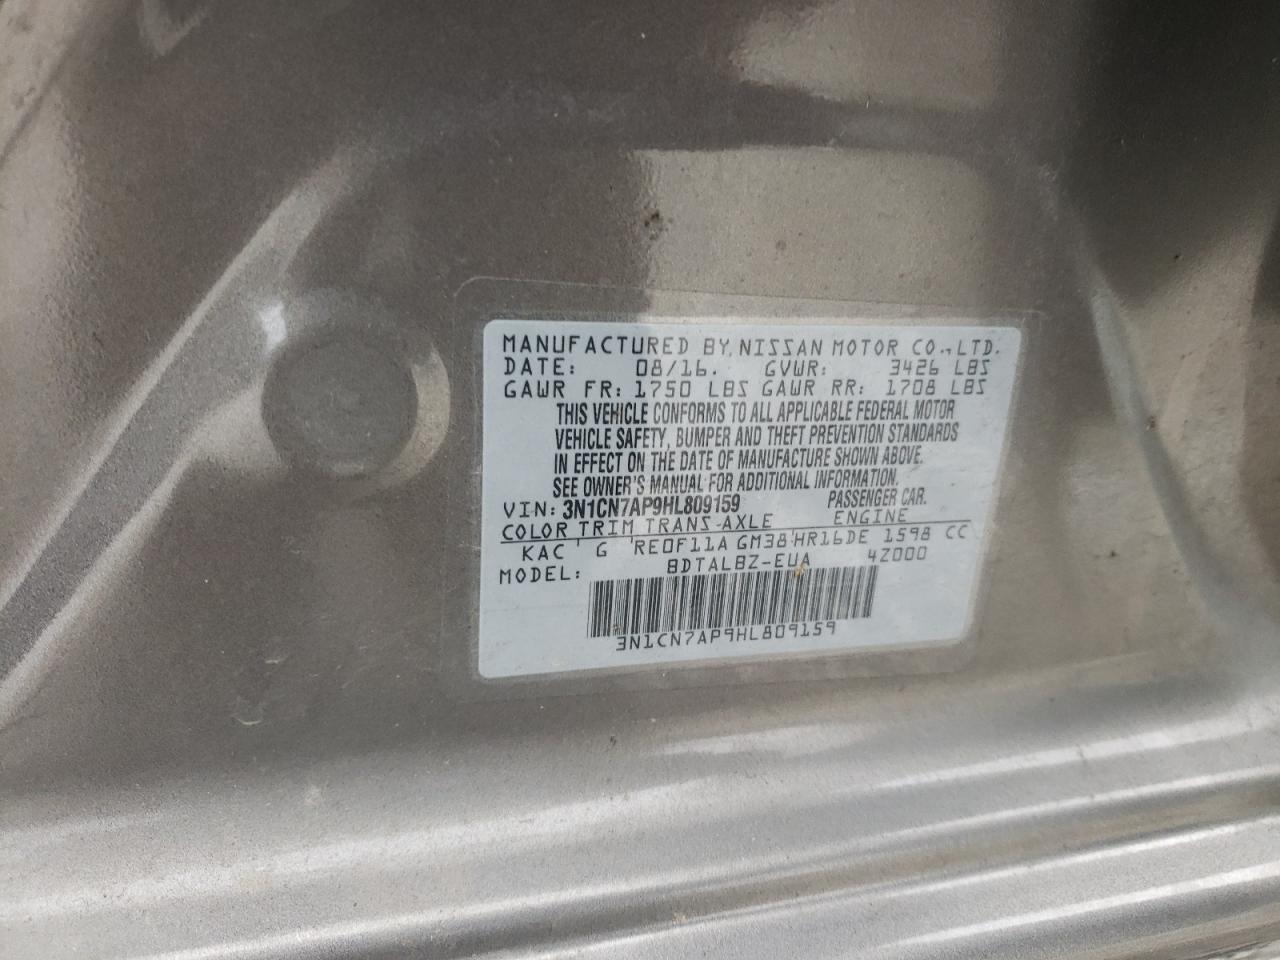 MANUFACTURED BY, NISSAN MOTOR CO., LTD.
DATE: 08/16. GVWR: 3426 LBS
GAWR FR: 1750 LBS GAWR RR: 1708 LBS
THIS VEHICLE CONFORMS TO ALL APPLICABLE FEDERAL MOTOR
VEHICLE SAFETY, BUMPER AND THEFT PREVENTION STANDARDS
IN EFFECT ON THE DATE OF MANUFACTURE SHOWN ABOVE.
SEE OWNER'S MANUAL FOR ADDITIONAL INFORMATION.
VIN: 3N1CN7AP9HL809159 PASSENGER CAR.
COLOR TRIM TRANS-AXLE ENGINE
KAC G RE0F11A GM38 HR16DE 1598 CC
MODEL: BDTALBZ-EUA 4Z000
3N1CN7AP9HL809159